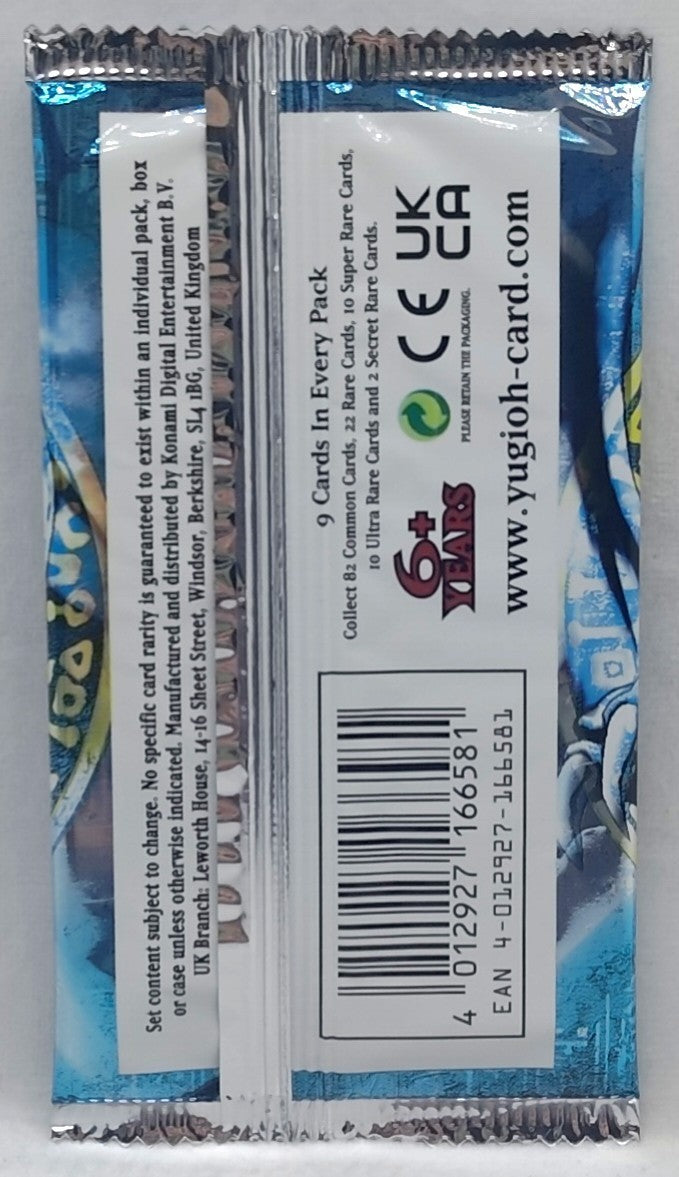 Set content subject to change. No specific card rarity is guaranteed to exist within an individual pack, box
or case unless otherwise indicated. Manufactured and distributed by Konami Digital Entertainment B.V.
UK Branch: Leworth House, 14-16 Sheet Street, Windsor, Berkshire, SL4 1BG, United Kingdom
9 Cards In Every Pack
Collect 82 Common Cards, 22 Rare Cards, 10 Super Rare Cards,
10 Ultra Rare Cards and 2 Secret Rare Cards.
6+
YEARS
CE
UK
CA
PLEASE RETAIN THE PACKAGING.
www.yugioh-card.com
4 012927 166581
EAN 4-012927-166581